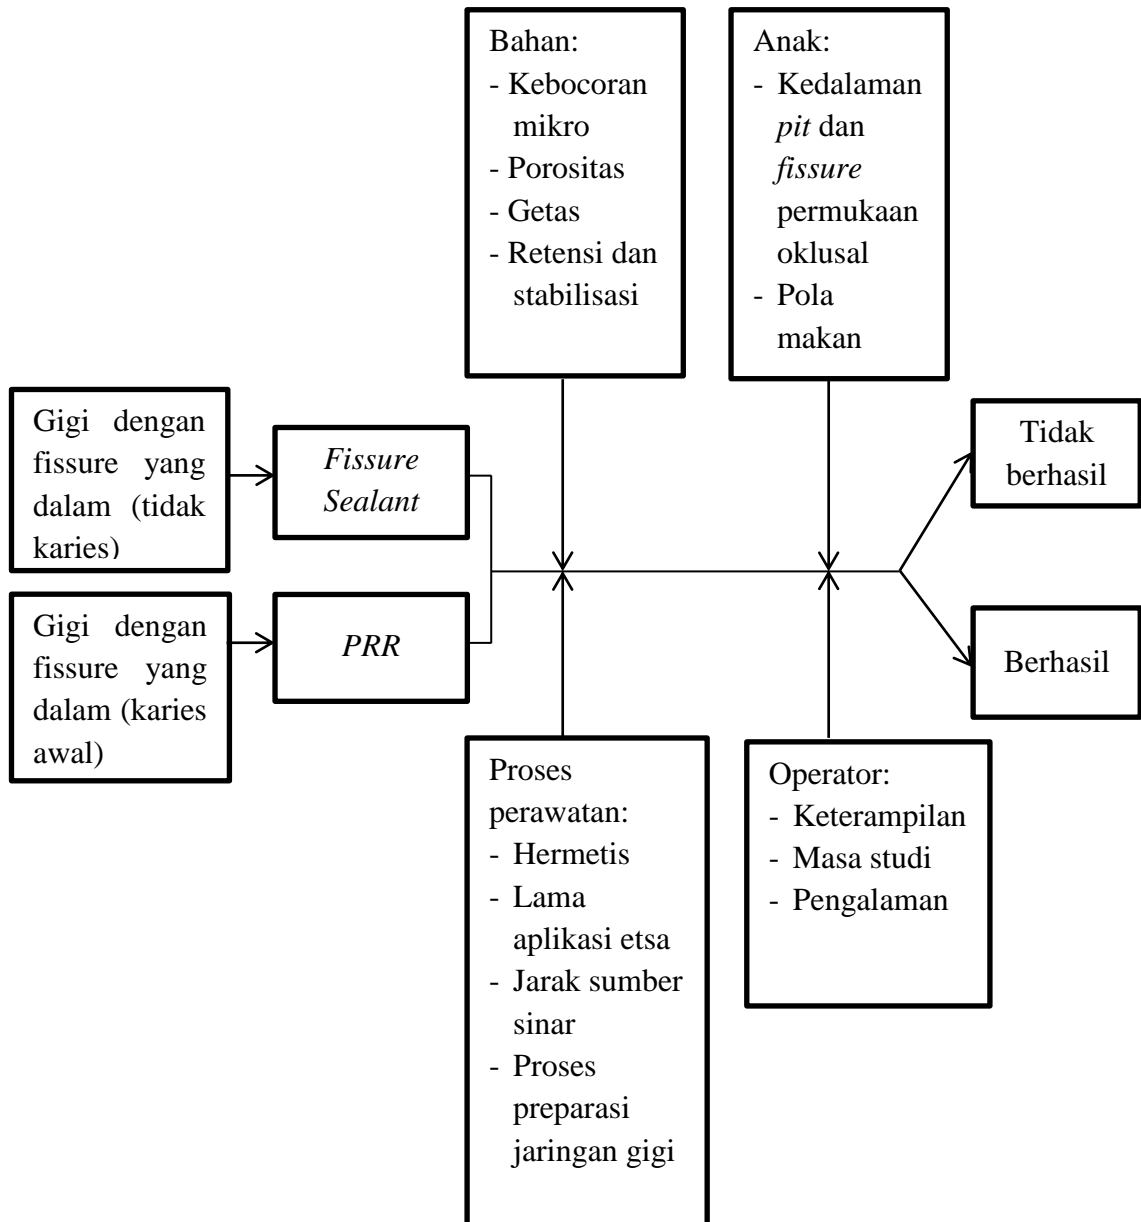 Bahan:
- Kebocoran
mikro
- Porositas
- Getas
- Retensi dan
stabilisasi
Anak:
- Kedalaman
pit dan
fissure
permukaan
oklusal
- Pola
makan
Gigi dengan
fissure yang
dalam (tidak
karies)
Fissure
Sealant
Tidak
berhasil
Gigi dengan
fissure yang
dalam (karies
awal)
PRR
Berhasil
Proses
perawatan:
- Hermetis
- Lama
aplikasi etsa
- Jarak sumber
sinar
- Proses
preparasi
jaringan gigi
Operator:
- Keterampilan
- Masa studi
- Pengalaman